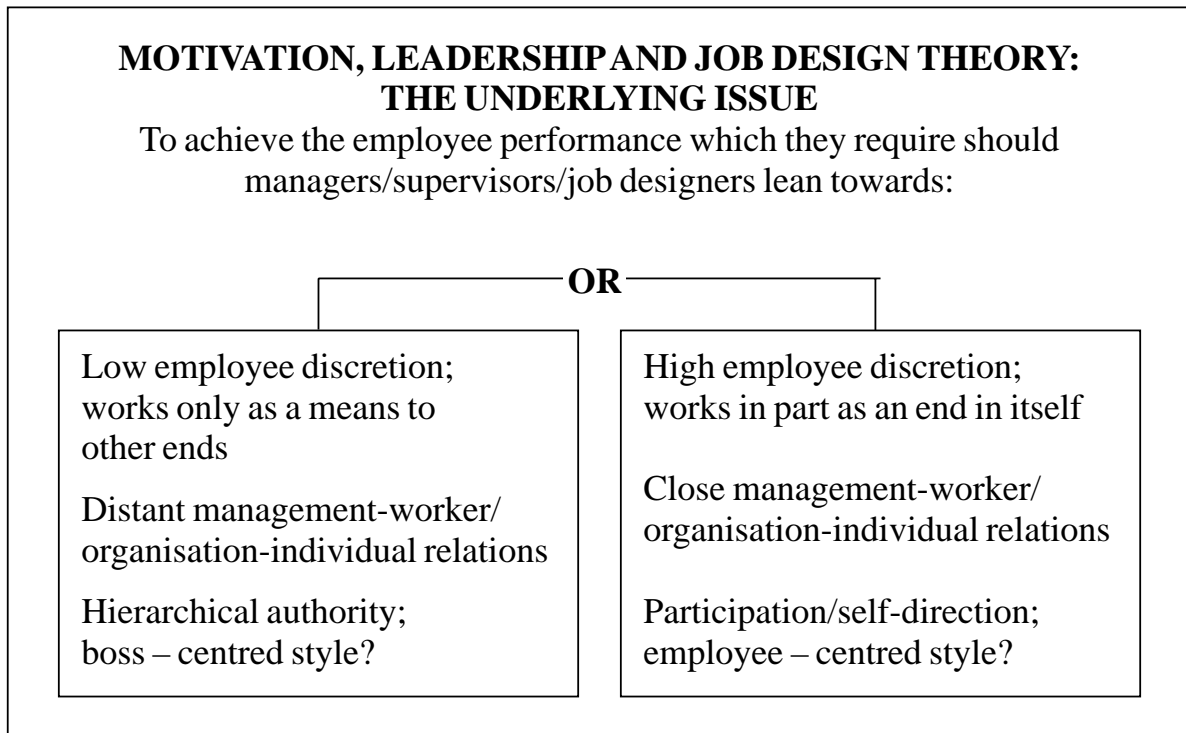 MOTIVATION, LEADERSHIP AND JOB DESIGN THEORY:
THE UNDERLYING ISSUE
To achieve the employee performance which they require should
managers/supervisors/job designers lean towards:
OR
Low employee discretion;
works only as a means to
other ends
Distant management-worker/
organisation-individual relations
Hierarchical authority;
boss – centred style?
High employee discretion;
works in part as an end in itself
Close management-worker/
organisation-individual relations
Participation/self-direction;
employee – centred style?